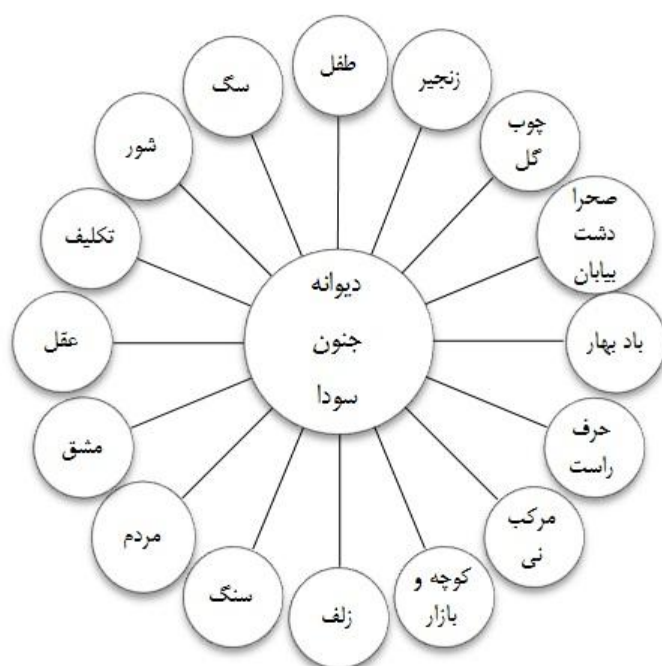 دیوانه
جنون
سودا
طفل
زنجیر
چوب
گل
صحرا
دشت
بیابان
باد بهار
حرف
راست
مرکب
نی
کوچه و
بازار
زلف
سنگ
مردم
مشق
عقل
تکلیف
شور
سگ